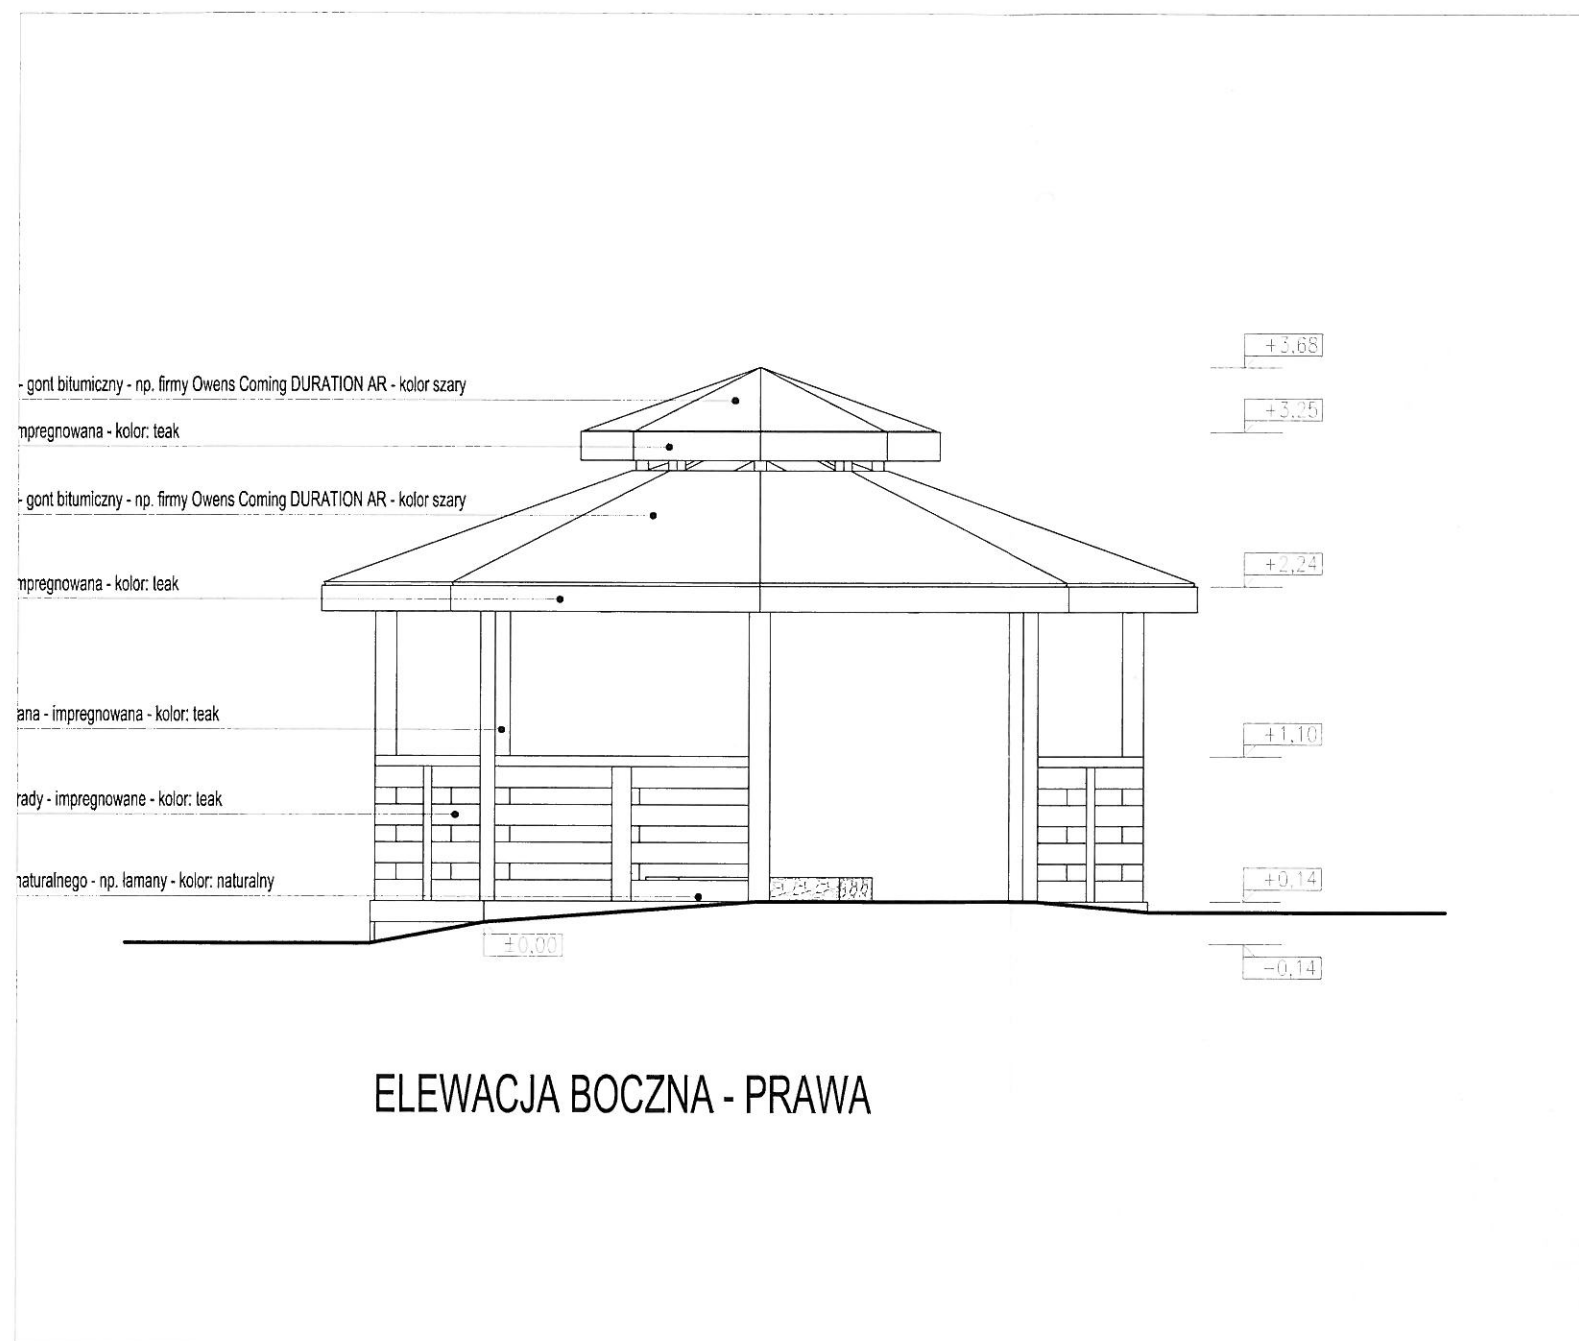 +3,68
- gont bitumiczny - np. firmy Owens Corning DURATION AR - kolor szary
+3,25
mpregnowana - kolor: teak
- gont bitumiczny - np. firmy Owens Corning DURATION AR - kolor szary
+2,24
mpregnowana - kolor: teak
ana - impregnowana - kolor: teak
+1,10
rady - impregnowane - kolor: teak
naturalnego - np. łamany - kolor: naturalny
+0,14
±0,00
-0,14
ELEWACJA BOCZNA - PRAWA